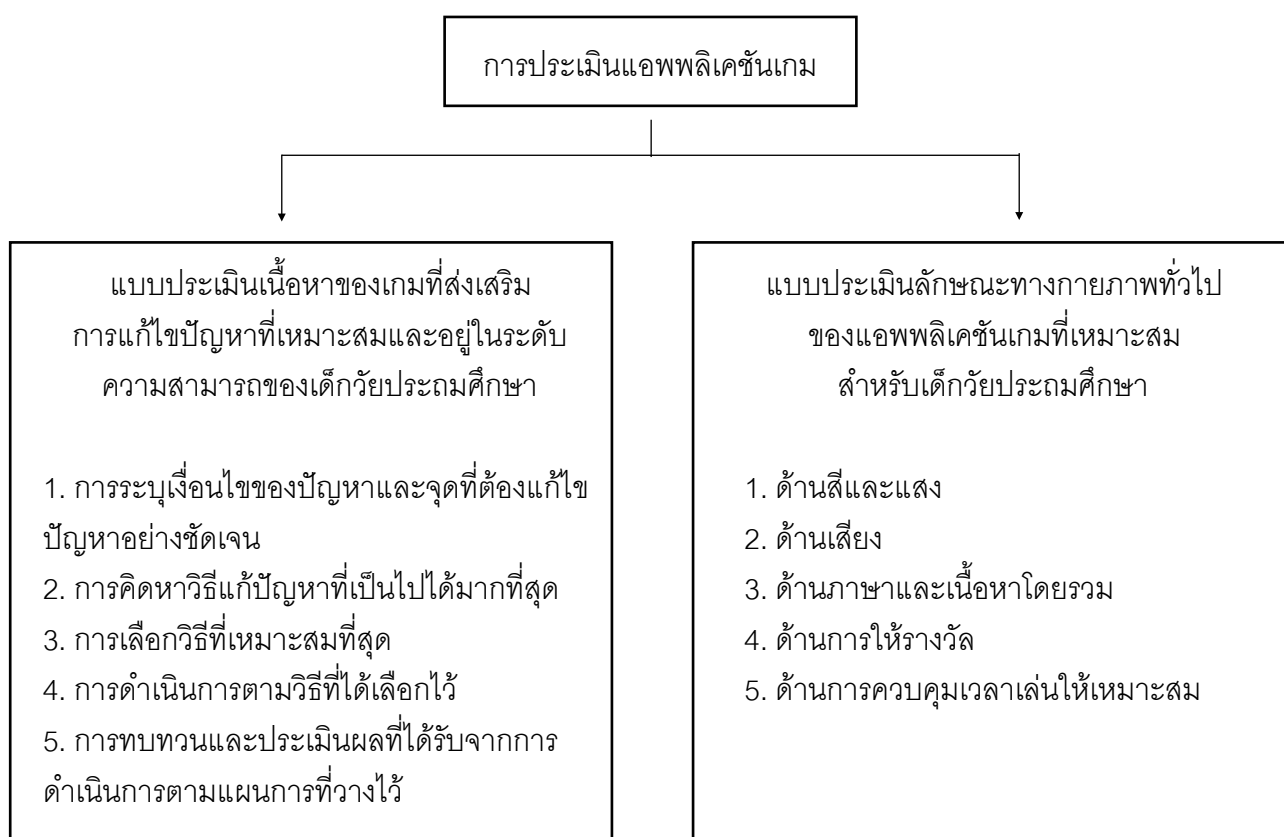 การประเมินแอพพลิเคชันเกม
แบบประเมินเนื้อหาของเกมที่ส่งเสริม
การแก้ไขปัญหาที่เหมาะสมและอยู่ในระดับ
ความสามารถของเด็กวัยประถมศึกษา
1. การระบุเงื่อนไขของปัญหาและจุดที่ต้องแก้ไข
ปัญหาอย่างชัดเจน
2. การคิดหาวิธีแก้ปัญหาที่เป็นไปได้มากที่สุด
3. การเลือกวิธีที่เหมาะสมที่สุด
4. การดำเนินการตามวิธีที่ได้เลือกไว้
5. การทบทวนและประเมินผลที่ได้รับจากการ
ดำเนินการตามแผนการที่วางไว้
แบบประเมินลักษณะทางกายภาพทั่วไป
ของแอพพลิเคชันเกมที่เหมาะสม
สำหรับเด็กวัยประถมศึกษา
1. ด้านสีและแสง
2. ด้านเสียง
3. ด้านภาษาและเนื้อหาโดยรวม
4. ด้านการให้รางวัล
5. ด้านการควบคุมเวลาเล่นให้เหมาะสม